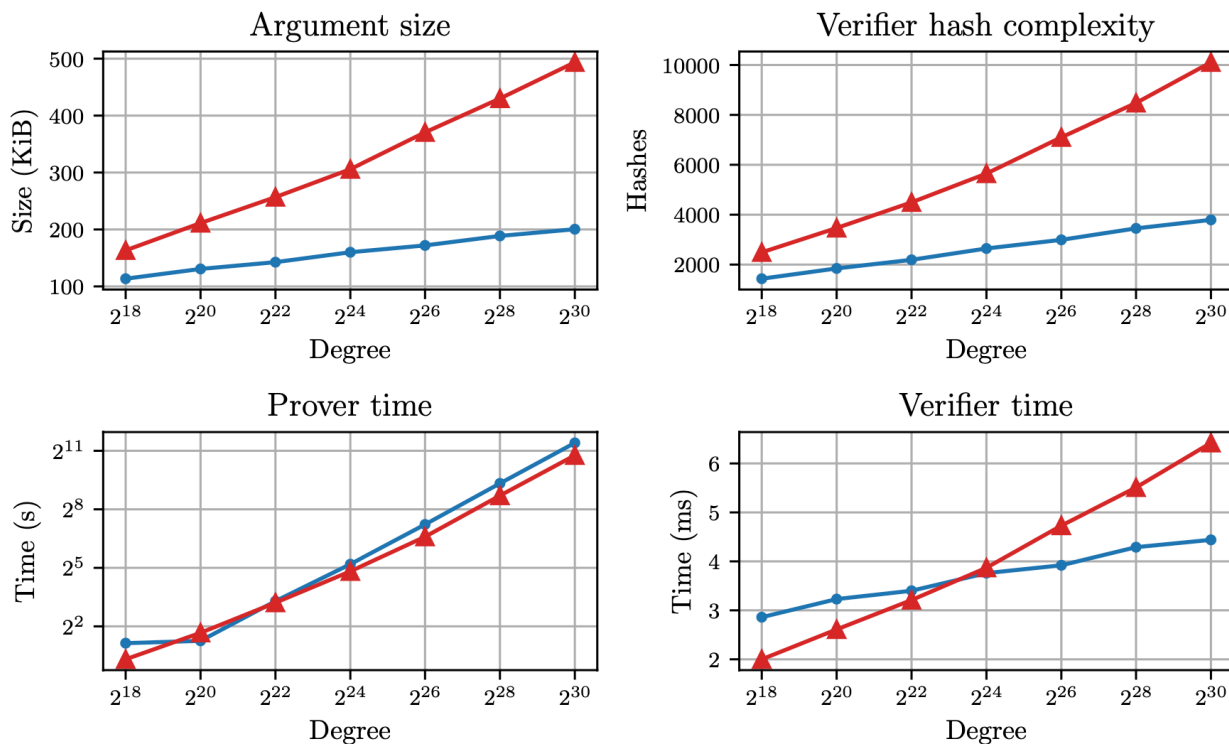 Argument size
Size (KiB)
500
400
300
200
100
2^18 2^20 2^22 2^24 2^26 2^28 2^30
Degree
Verifier hash complexity
Hashes
10000
8000
6000
4000
2000
2^18 2^20 2^22 2^24 2^26 2^28 2^30
Degree
Prover time
Time (s)
2^11
2^8
2^5
2^2
2^18 2^20 2^22 2^24 2^26 2^28 2^30
Degree
Verifier time
Time (ms)
6
5
4
3
2
2^18 2^20 2^22 2^24 2^26 2^28 2^30
Degree